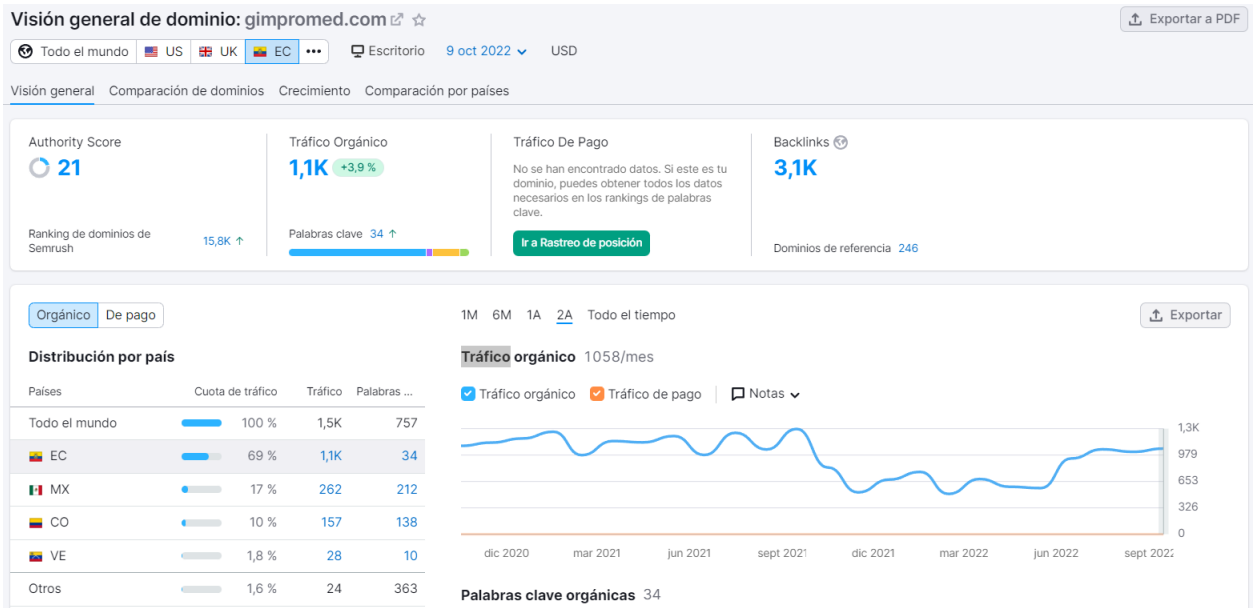 Visión general de dominio: gimpromed.com
Exportar a PDF
Todo el mundo US UK EC ••• Escritorio 9 oct 2022 USD
Visión general Comparación de dominios Crecimiento Comparación por países
Authority Score
21
Ranking de dominios de
Semrush
15,8K ↑
Tráfico Orgánico
1,1K +3,9 %
Palabras clave 34 ↑
Tráfico De Pago
No se han encontrado datos. Si este es tu
dominio, puedes obtener todos los datos
necesarios en los rankings de palabras
clave.
Ir a Rastreo de posición
Backlinks
3,1K
Dominios de referencia 246
Orgánico De pago
Distribución por país
Países Cuota de tráfico Tráfico Palabras ...
Todo el mundo 100 % 1,5K 757
EC 69 % 1,1K 34
MX 17 % 262 212
CO 10 % 157 138
VE 1,8 % 28 10
Otros 1,6 % 24 363
1M 6M 1A 2A Todo el tiempo
Exportar
Tráfico orgánico 1058/mes
Tráfico orgánico Tráfico de pago Notas
1,3K
979
653
326
0
dic 2020 mar 2021 jun 2021 sept 2021 dic 2021 mar 2022 jun 2022 sept 2022
Palabras clave orgánicas 34